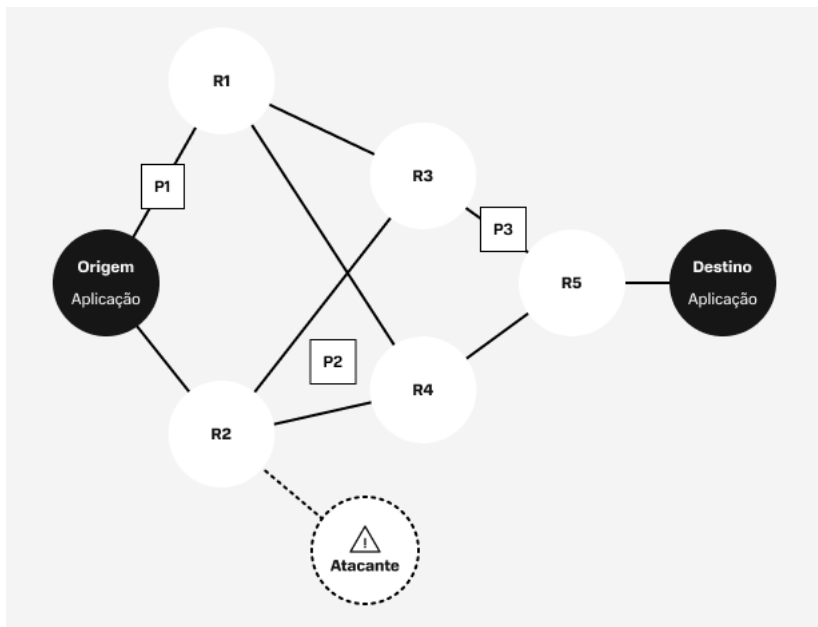 R1
R3
P1
P3
Origem
Aplicação
R5
Destino
Aplicação
P2
R4
R2
!
Atacante